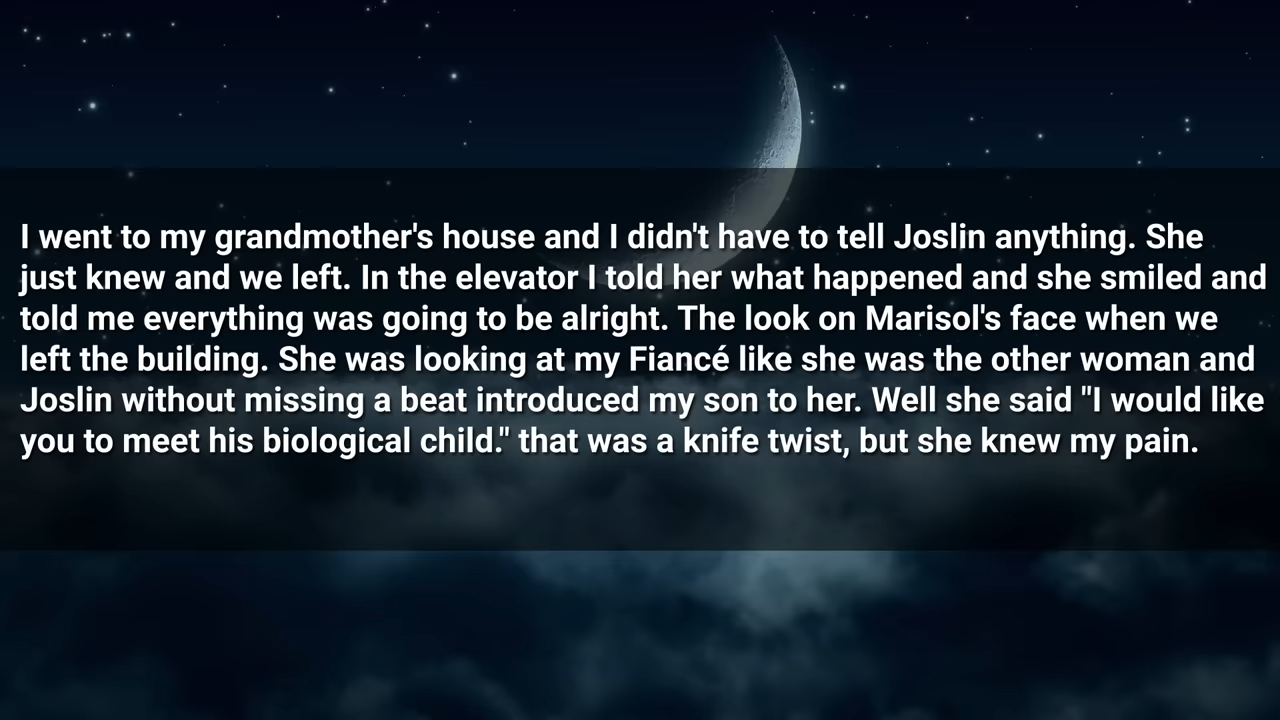 I went to my grandmother's house and I didn't have to tell Joslin anything. She
just knew and we left. In the elevator I told her what happened and she smiled and
told me everything was going to be alright. The look on Marisol's face when we
left the building. She was looking at my Fiancé like she was the other woman and
Joslin without missing a beat introduced my son to her. Well she said "I would like
you to meet his biological child." that was a knife twist, but she knew my pain.